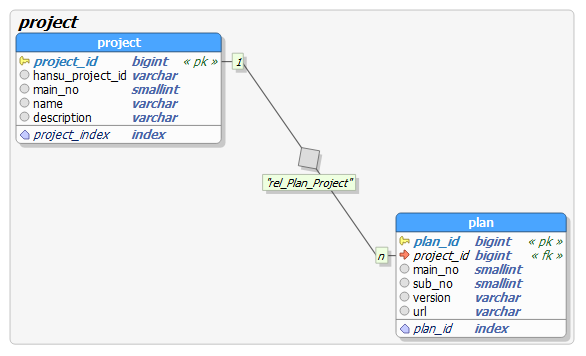 project
project
project_id bigint « pk »
hansu_project_id varchar
main_no smallint
name varchar
description varchar
project_index index
1
"rel_Plan_Project"
n
plan
plan_id bigint « pk »
project_id bigint « fk »
main_no smallint
sub_no smallint
version varchar
url varchar
plan_id index